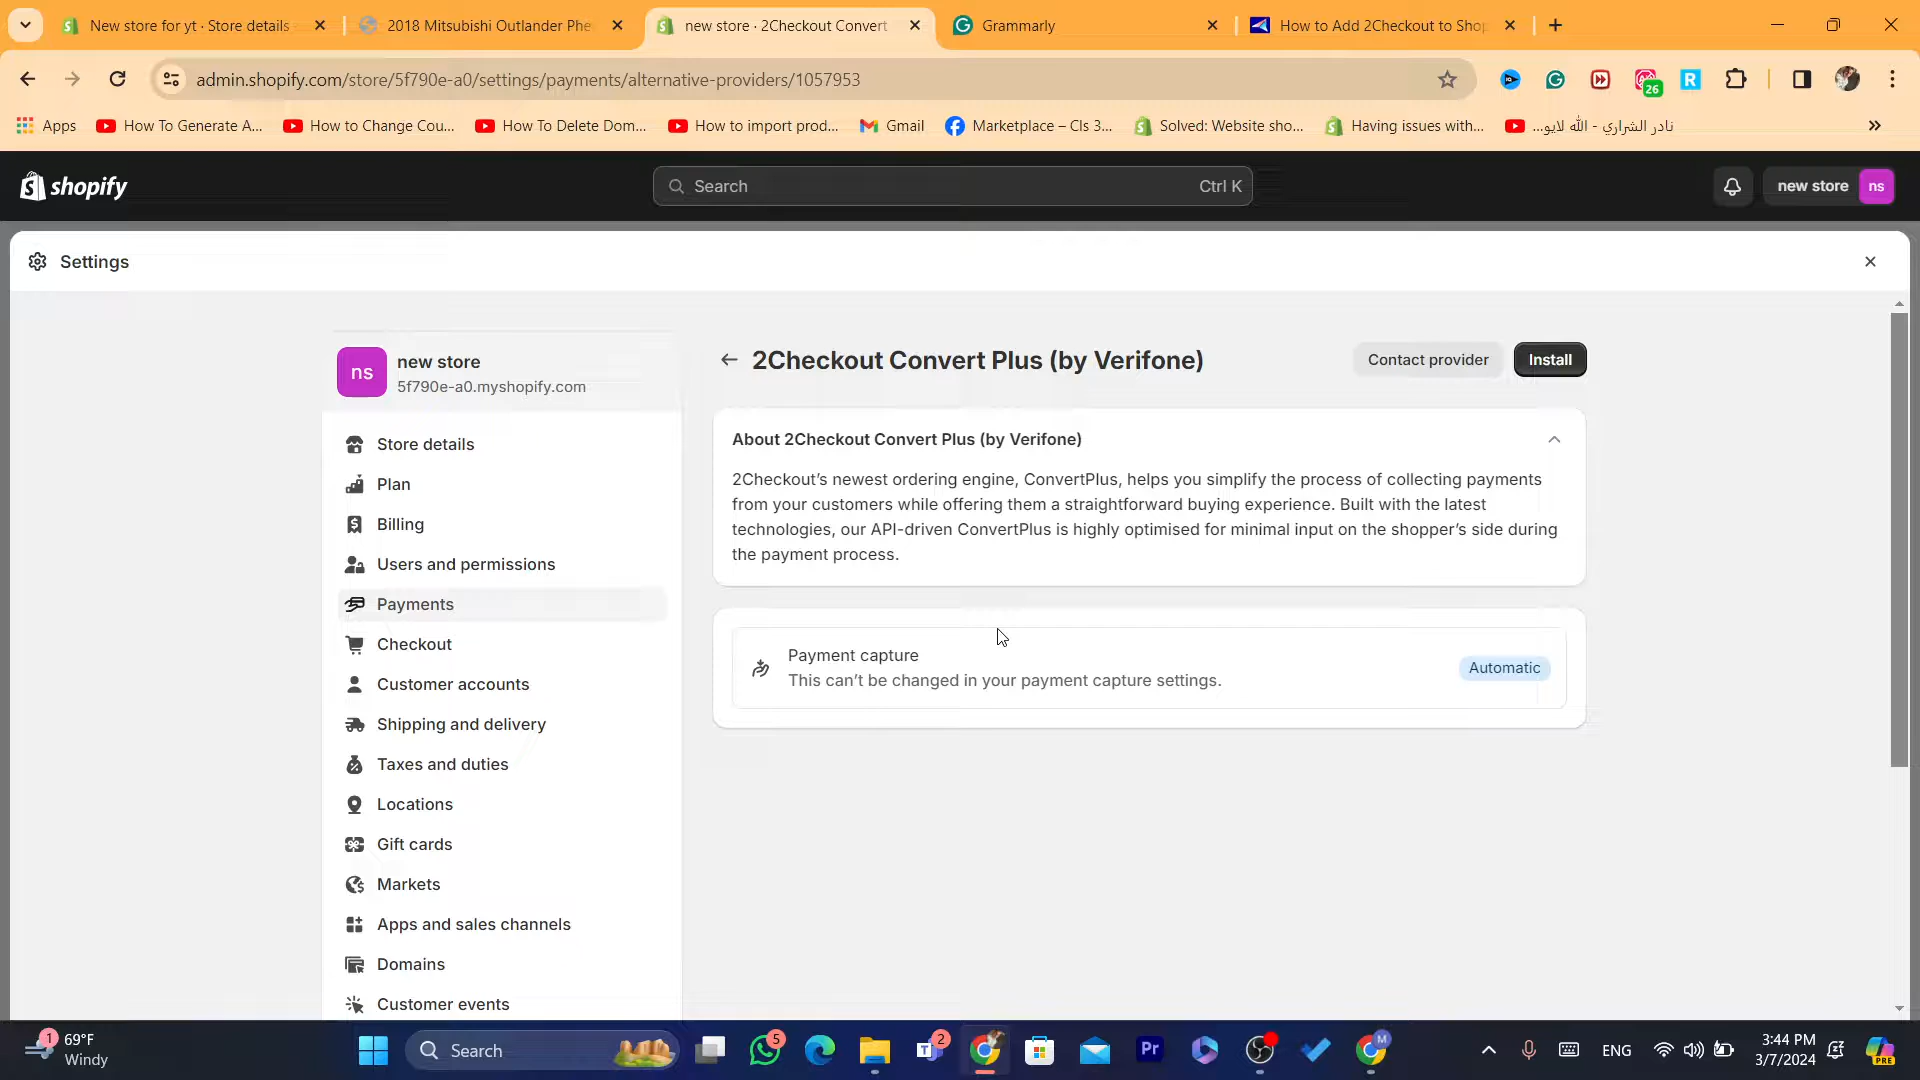 New store for yt · Store details
2018 Mitsubishi Outlander Phe
new store · 2Checkout Convert
Grammarly
How to Add 2Checkout to Sho
admin.shopify.com/store/5f790e-a0/settings/payments/alternative-providers/1057953
26
Apps
How To Generate A...
How to Change Cou...
How To Delete Dom...
How to import prod...
Gmail
Marketplace – Cls 3...
Solved: Website sho...
Having issues with...
نادر الشراري - الله لايو...
shopify
Search
Ctrl K
new store
ns
Settings
ns
new store
5f790e-a0.myshopify.com
Store details
Plan
Billing
Users and permissions
Payments
Checkout
Customer accounts
Shipping and delivery
Taxes and duties
Locations
Gift cards
Markets
Apps and sales channels
Domains
Customer events
2Checkout Convert Plus (by Verifone)
Contact provider
Install
About 2Checkout Convert Plus (by Verifone)
2Checkout’s newest ordering engine, ConvertPlus, helps you simplify the process of collecting payments
from your customers while offering them a straightforward buying experience. Built with the latest
technologies, our API-driven ConvertPlus is highly optimised for minimal input on the shopper’s side during
the payment process.
Payment capture
This can’t be changed in your payment capture settings.
Automatic
1
69°F
Windy
Search
5
2
Pr
M
ENG
3:44 PM
3/7/2024
PRE